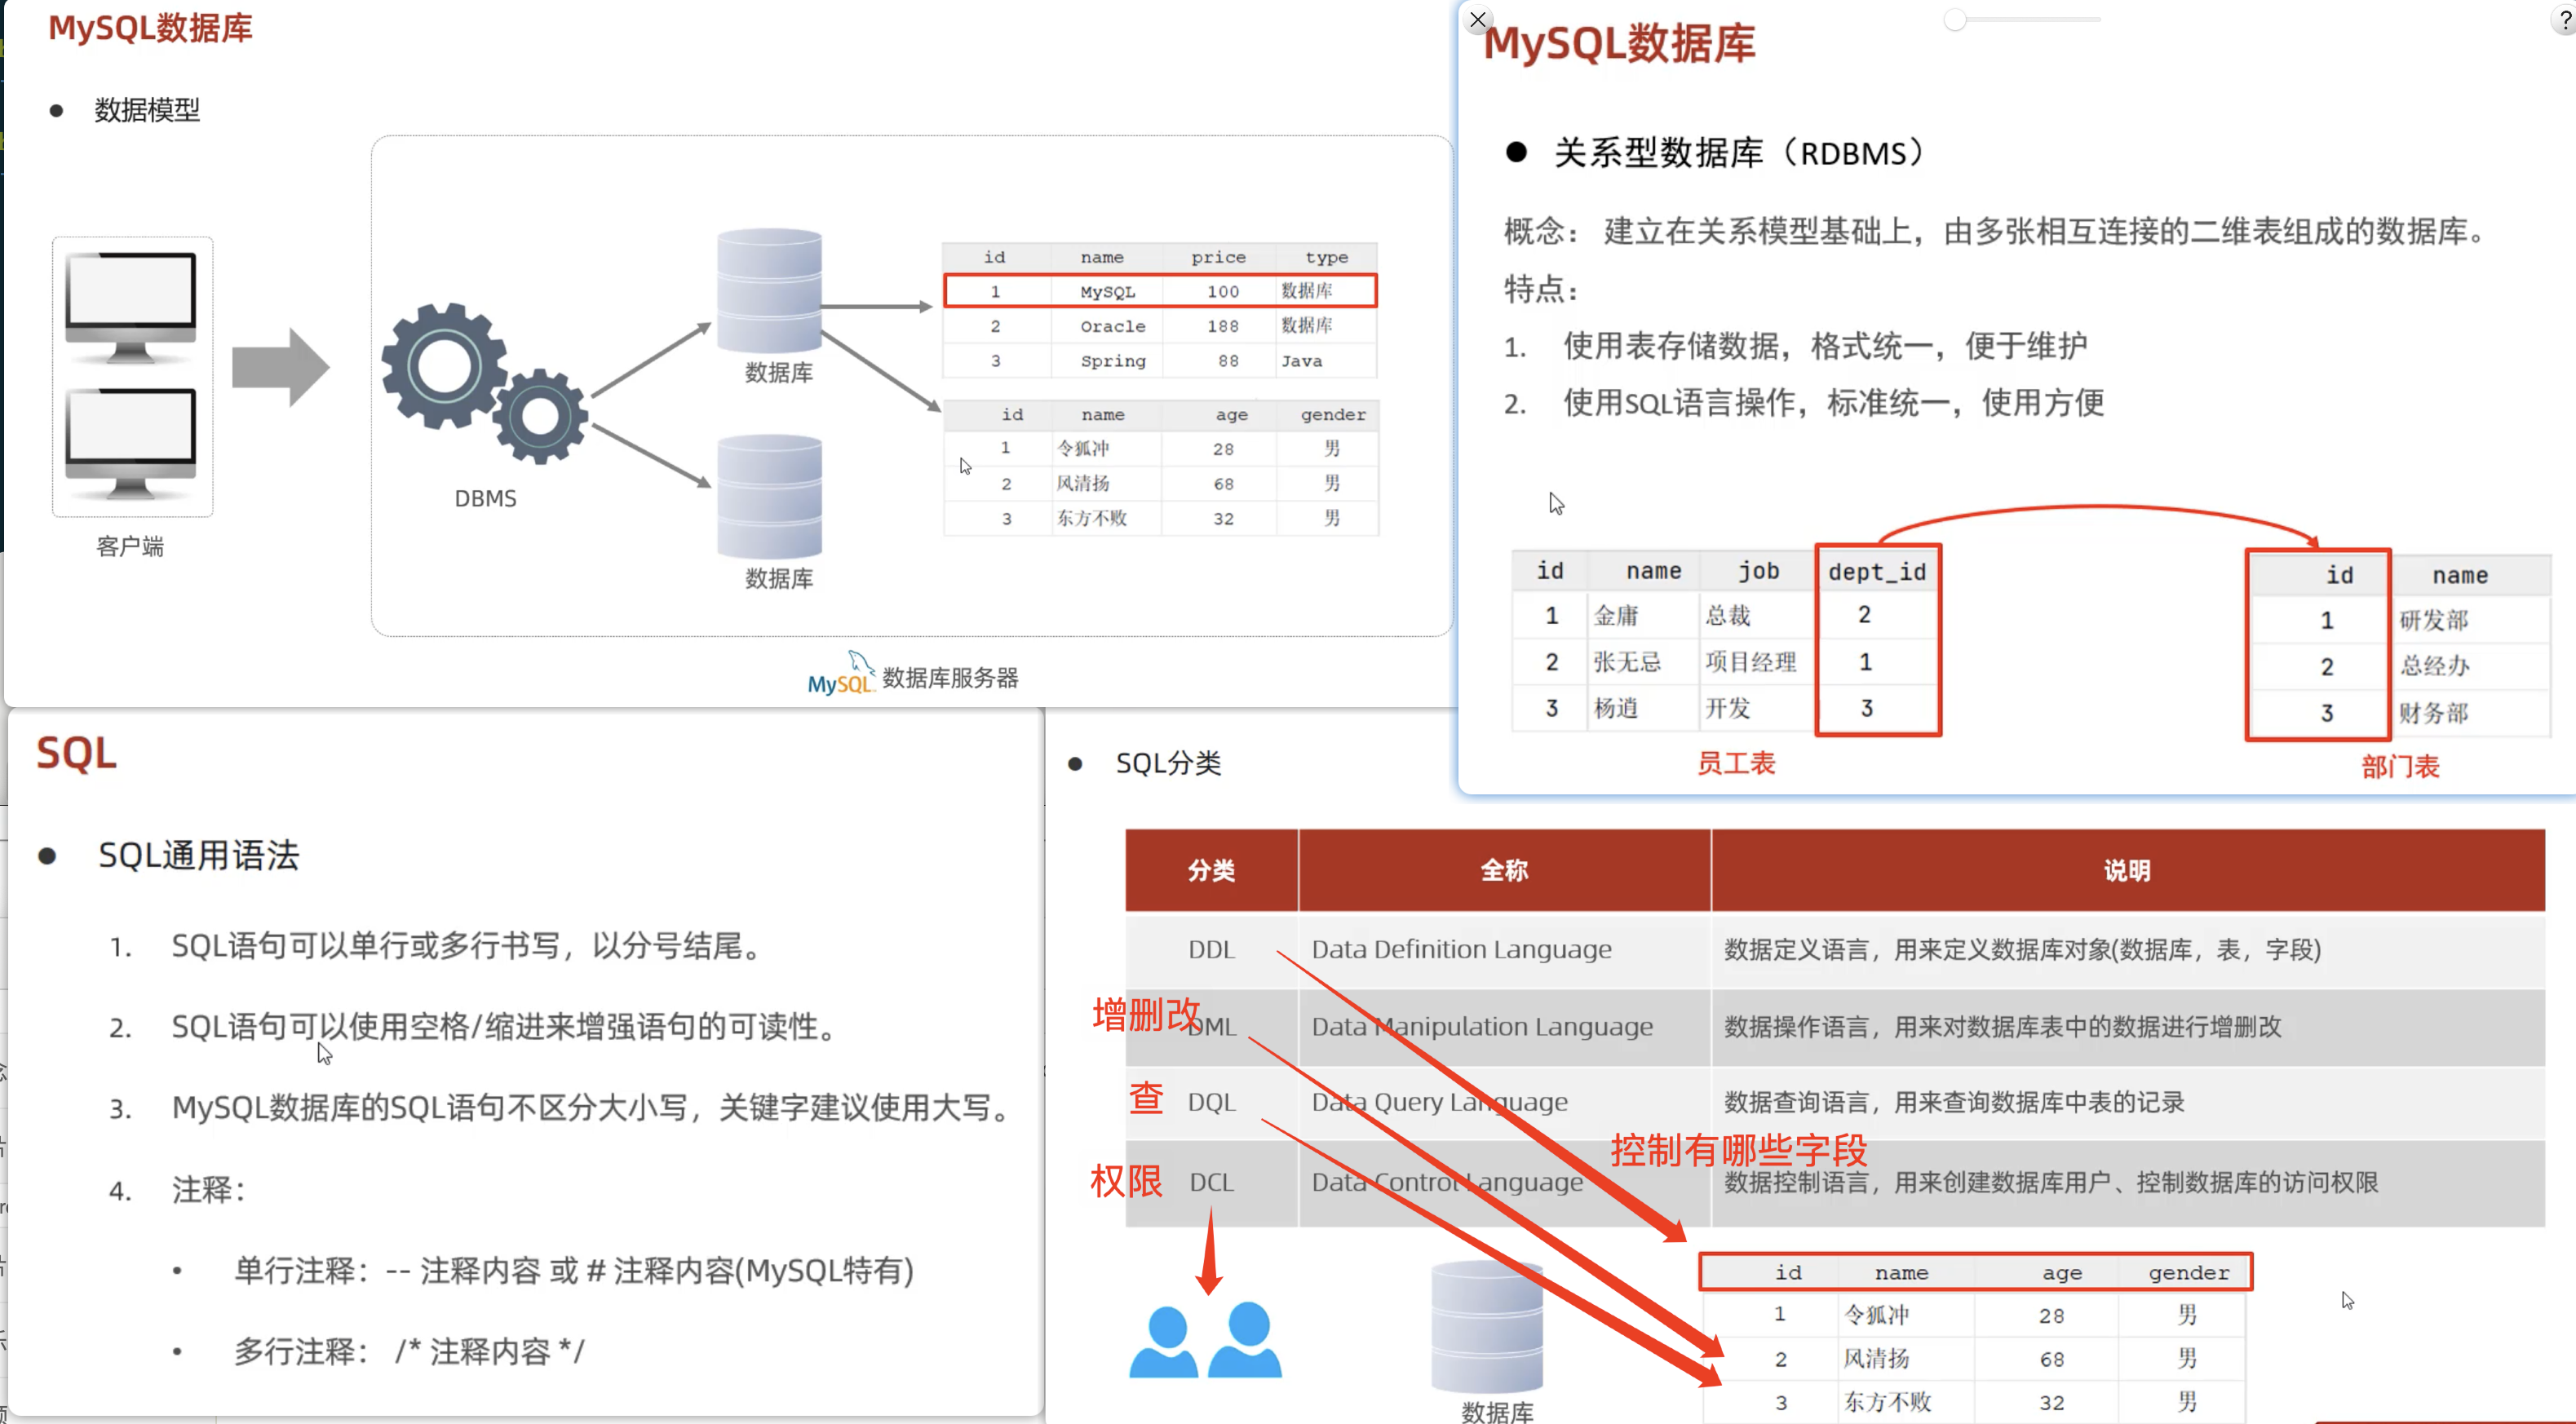 MySQL数据库
数据模型
客户端
DBMS
数据库
数据库
id name price type
1 MySQL 100 数据库
2 Oracle 188 数据库
3 Spring 88 Java
id name age gender
1 令狐冲 28 男
2 风清扬 68 男
3 东方不败 32 男
MySQL 数据库服务器
MySQL数据库
?
关系型数据库（RDBMS）
概念： 建立在关系模型基础上，由多张相互连接的二维表组成的数据库。
特点：
1. 使用表存储数据，格式统一，便于维护
2. 使用SQL语言操作，标准统一，使用方便
id name job dept_id
1 金庸 总裁 2
2 张无忌 项目经理 1
3 杨逍 开发 3
员工表
id name
1 研发部
2 总经办
3 财务部
部门表
SQL
SQL通用语法
1. SQL语句可以单行或多行书写，以分号结尾。
2. SQL语句可以使用空格/缩进来增强语句的可读性。
3. MySQL数据库的SQL语句不区分大小写，关键字建议使用大写。
4. 注释：
单行注释：-- 注释内容 或 # 注释内容(MySQL特有)
多行注释： /* 注释内容 */
SQL分类
分类 全称 说明
DDL Data Definition Language 数据定义语言，用来定义数据库对象(数据库，表，字段)
增删改
DML Data Manipulation Language 数据操作语言，用来对数据库表中的数据进行增删改
查
DQL Data Query Language 数据查询语言，用来查询数据库中表的记录
控制有哪些字段
权限
DCL Data Control Language 数据控制语言，用来创建数据库用户、控制数据库的访问权限
数据库
id name age gender
1 令狐冲 28 男
2 风清扬 68 男
3 东方不败 32 男